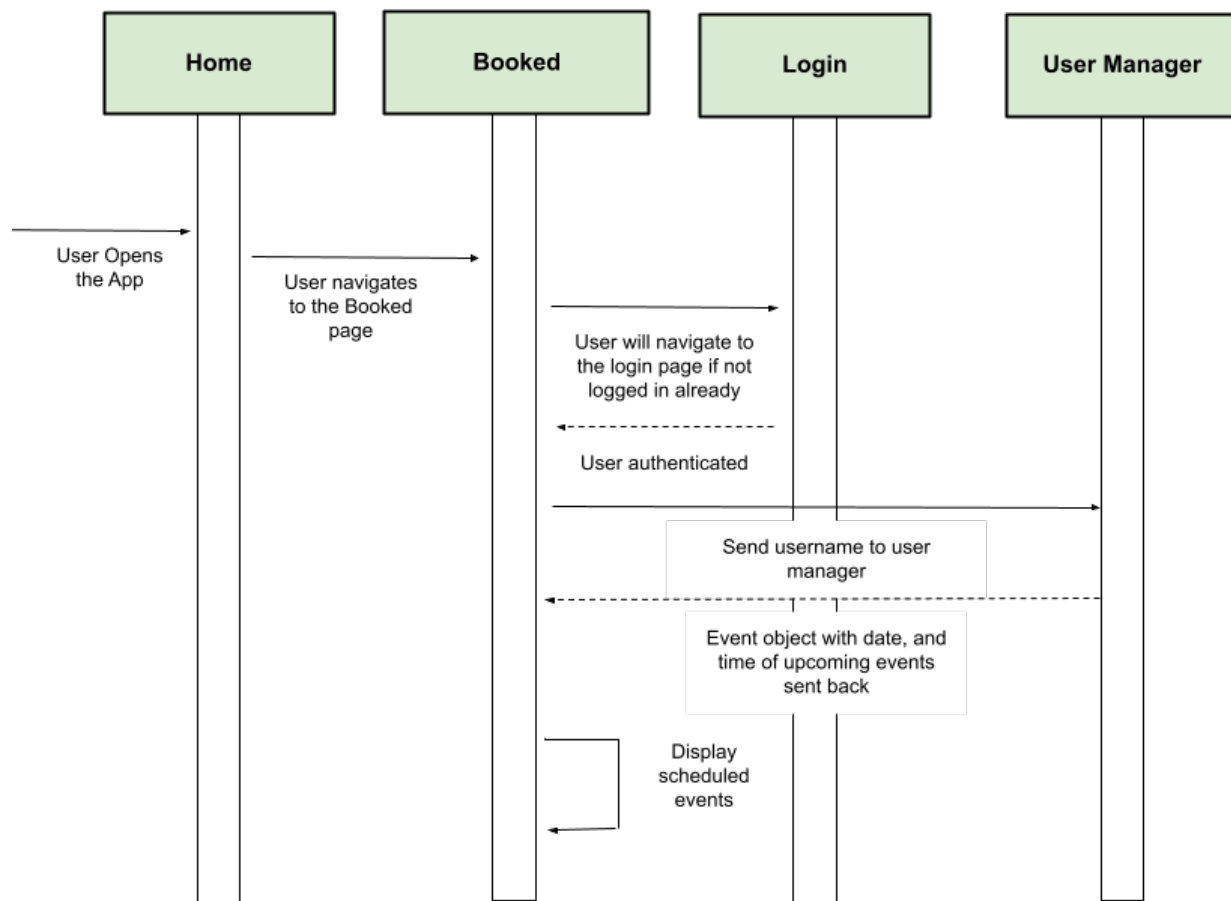 Home
Booked
Login
User Manager
User Opens
the App
User navigates
to the Booked
page
User will navigate to
the login page if not
logged in already
User authenticated
Send username to user
manager
Event object with date, and
time of upcoming events
sent back
Display
scheduled
events